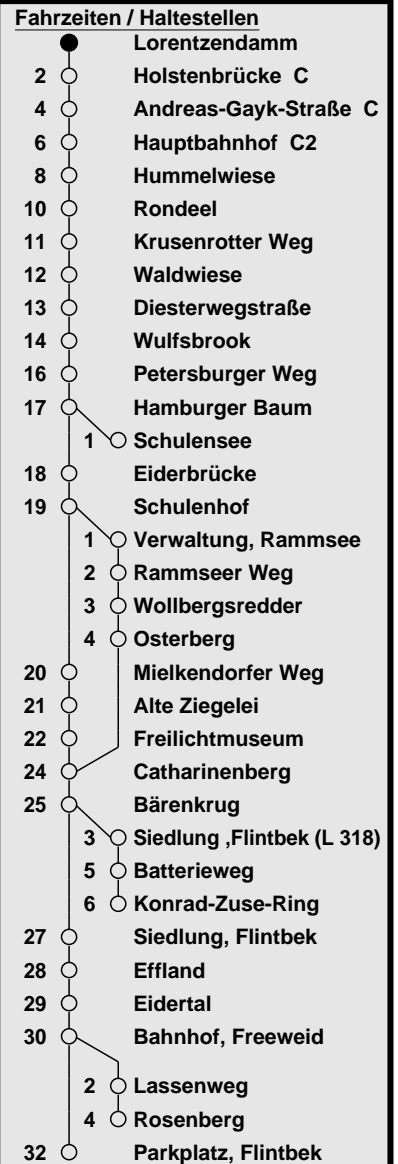 Fahrzeiten / Haltestellen
Lorentzendamm
2 Holstenbrücke C
4 Andreas-Gayk-Straße C
6 Hauptbahnhof C2
8 Hummelwiese
10 Rondeel
11 Krusenrotter Weg
12 Waldwiese
13 Diesterwegstraße
14 Wulfsbrook
16 Petersburger Weg
17 Hamburger Baum
1 Schulensee
18 Eiderbrücke
19 Schulenhof
1 Verwaltung, Rammsee
2 Rammseer Weg
3 Wollbergsredder
4 Osterberg
20 Mielkendorfer Weg
21 Alte Ziegelei
22 Freilichtmuseum
24 Catharinenberg
25 Bärenkrug
3 Siedlung ,Flintbek (L 318)
5 Batterieweg
6 Konrad-Zuse-Ring
27 Siedlung, Flintbek
28 Effland
29 Eidertal
30 Bahnhof, Freeweid
2 Lassenweg
4 Rosenberg
32 Parkplatz, Flintbek